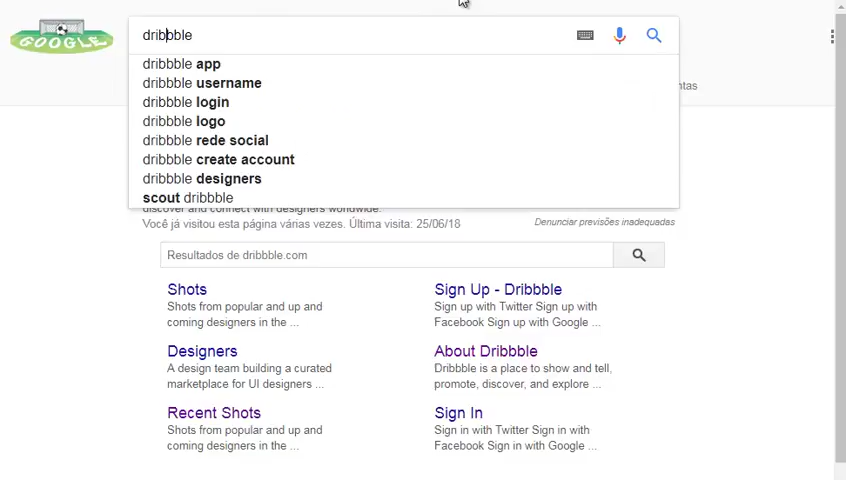 GOOGLE
dribbble
dribbble app
dribbble username
dribbble login
dribbble logo
dribbble rede social
dribbble create account
dribbble designers
scout dribbble
ntas
discover and connect with designers worldwide.
Você já visitou esta página várias vezes. Última visita: 25/06/18
Denunciar previsões inadequadas
Resultados de dribbble.com
Shots
Shots from popular and up and
coming designers in the ...
Sign Up - Dribbble
Sign up with Twitter Sign up with
Facebook Sign up with Google ...
Designers
A design team building a curated
marketplace for UI designers ...
About Dribbble
Dribbble is a place to show and tell,
promote, discover, and explore ...
Recent Shots
Shots from popular and up and
coming designers in the ...
Sign In
Sign in with Twitter Sign in with
Facebook Sign in with Google ...